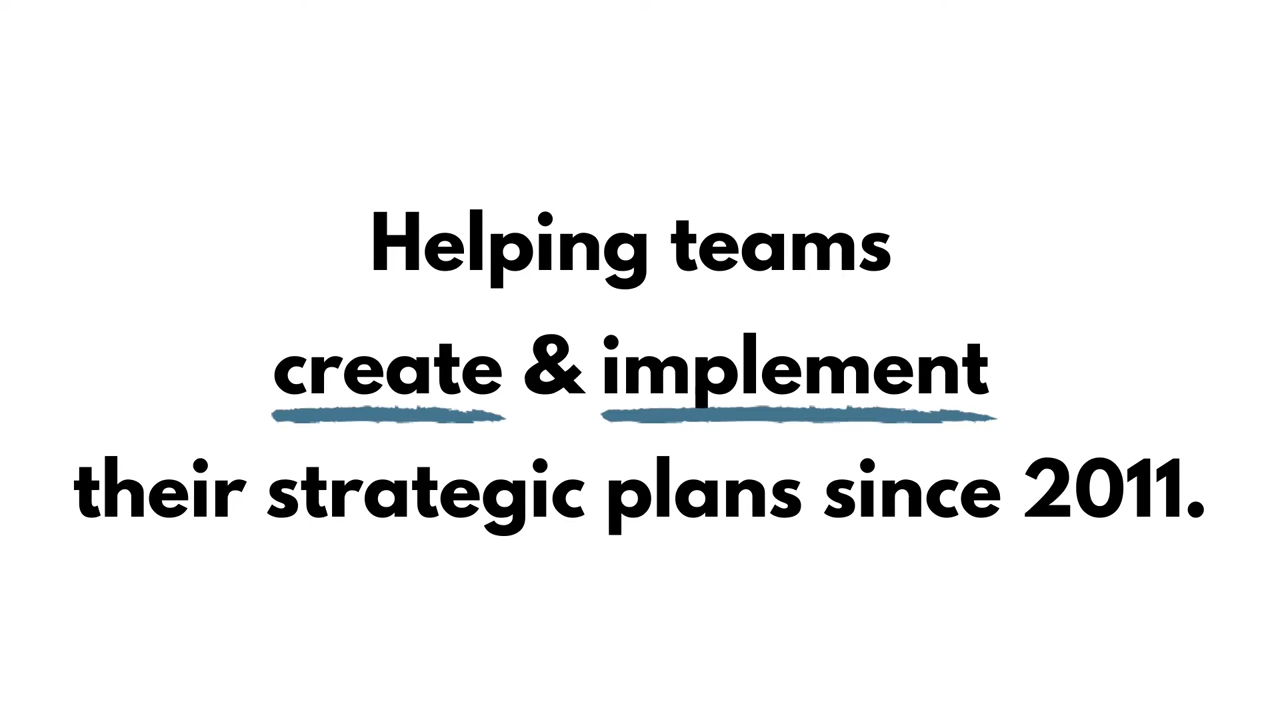 Helping teams
create & implement
their strategic plans since 2011.